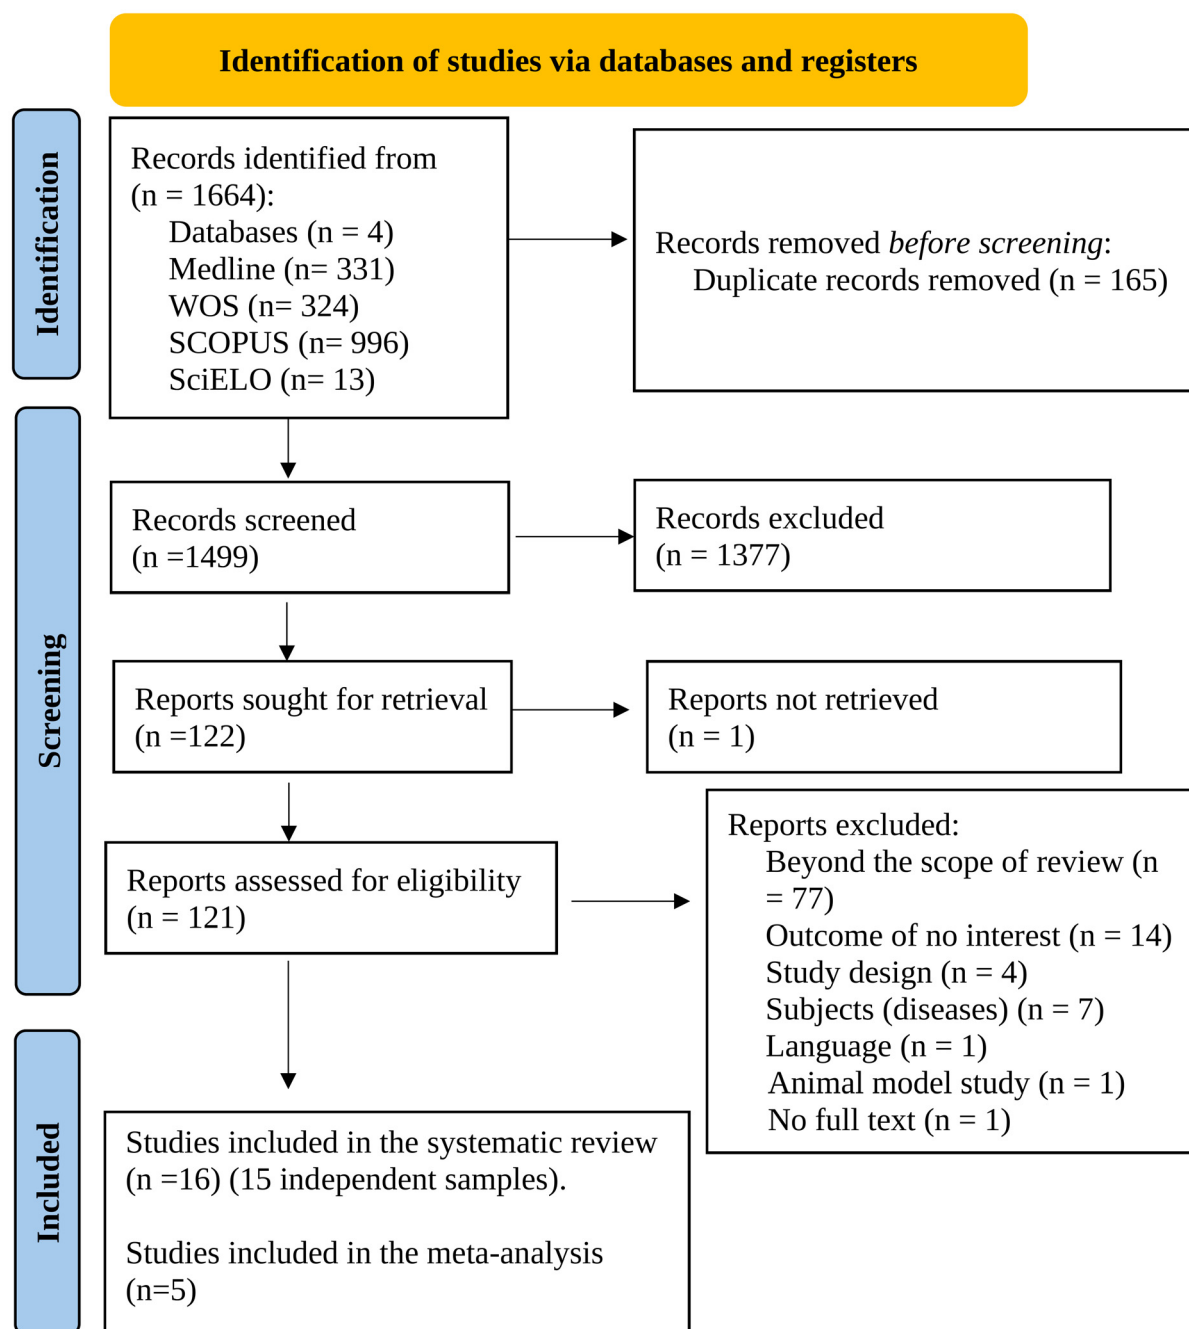 Identification of studies via databases and registers
Identification
Records identified from
(n = 1664):
Databases (n = 4)
Medline (n= 331)
WOS (n= 324)
SCOPUS (n= 996)
SciELO (n= 13)
Records removed before screening:
Duplicate records removed (n = 165)
Screening
Records screened
(n =1499)
Records excluded
(n = 1377)
Reports sought for retrieval
(n =122)
Reports not retrieved
(n = 1)
Reports assessed for eligibility
(n = 121)
Reports excluded:
Beyond the scope of review (n
= 77)
Outcome of no interest (n = 14)
Study design (n = 4)
Subjects (diseases) (n = 7)
Language (n = 1)
Animal model study (n = 1)
No full text (n = 1)
Included
Studies included in the systematic review
(n =16) (15 independent samples).
Studies included in the meta-analysis
(n=5)